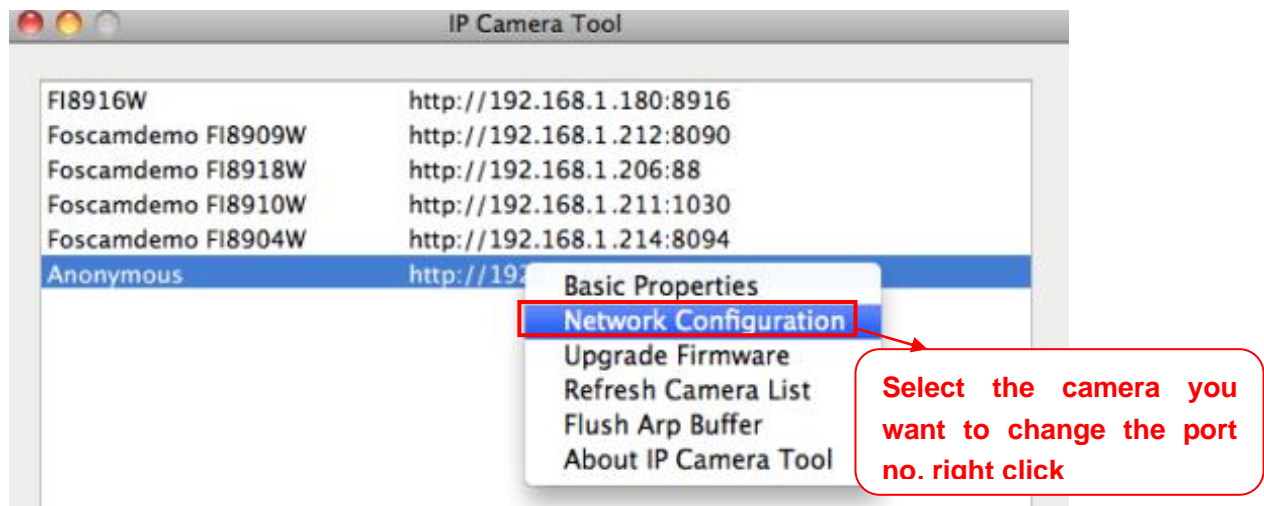 IP Camera Tool
FI8916W http://192.168.1.180:8916
Foscamdemo FI8909W http://192.168.1.212:8090
Foscamdemo FI8918W http://192.168.1.206:88
Foscamdemo FI8910W http://192.168.1.211:1030
Foscamdemo FI8904W http://192.168.1.214:8094
Anonymous http://192
Basic Properties
Network Configuration
Upgrade Firmware
Refresh Camera List
Flush Arp Buffer
About IP Camera Tool
Select the camera you
want to change the port
no. right click